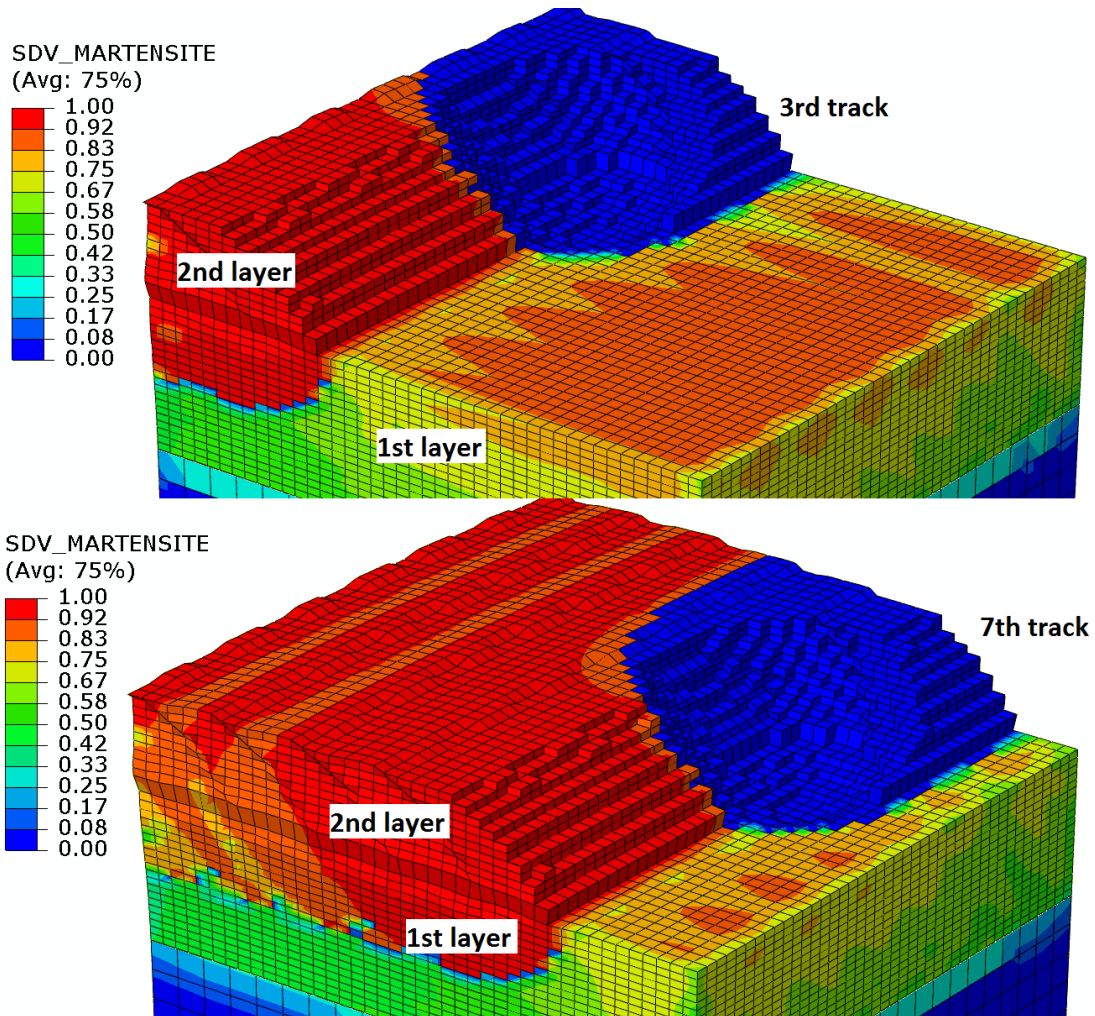 SDV_MARTENSITE
(Avg: 75%)
1.00
0.92
0.83
0.75
0.67
0.58
0.50
0.42
0.33
0.25
0.17
0.08
0.00
3rd track
2nd layer
1st layer
SDV_MARTENSITE
(Avg: 75%)
1.00
0.92
0.83
0.75
0.67
0.58
0.50
0.42
0.33
0.25
0.17
0.08
0.00
7th track
2nd layer
1st layer